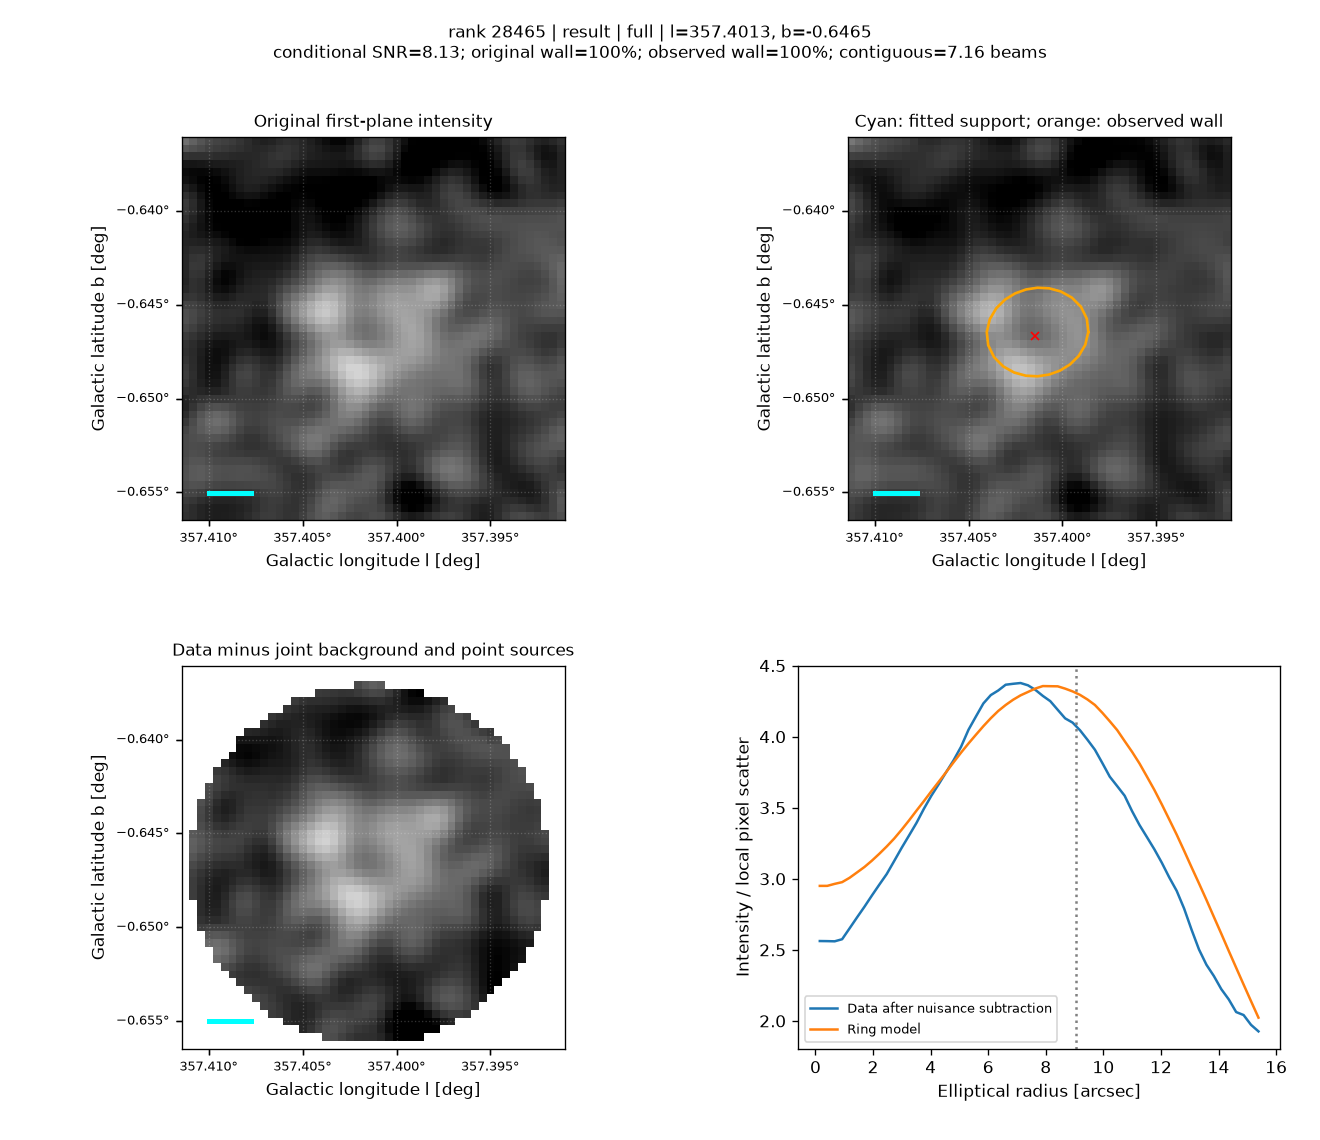 rank 28465 | result | full | l=357.4013, b=-0.6465
conditional SNR=8.13; original wall=100%; observed wall=100%; contiguous=7.16 beams
Original first-plane intensity
−0.640°
−0.645°
−0.650°
−0.655°
357.410°
357.405°
357.400°
357.395°
Galactic latitude b [deg]
Galactic longitude l [deg]
Cyan: fitted support; orange: observed wall
−0.640°
−0.645°
−0.650°
−0.655°
357.410°
357.405°
357.400°
357.395°
Galactic latitude b [deg]
Galactic longitude l [deg]
Data minus joint background and point sources
−0.640°
−0.645°
−0.650°
−0.655°
357.410°
357.405°
357.400°
357.395°
Galactic latitude b [deg]
Galactic longitude l [deg]
4.5
4.0
3.5
3.0
2.5
2.0
0
2
4
6
8
10
12
14
16
Intensity / local pixel scatter
Elliptical radius [arcsec]
Data after nuisance subtraction
Ring model